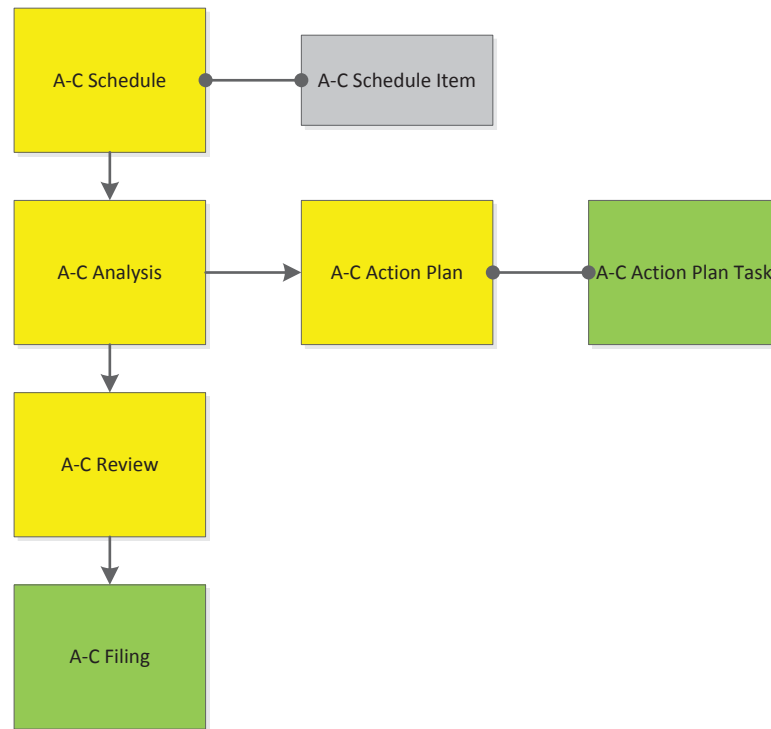 A-C Schedule
A-C Schedule Item
A-C Analysis
A-C Action Plan
A-C Action Plan Task
A-C Review
A-C Filing